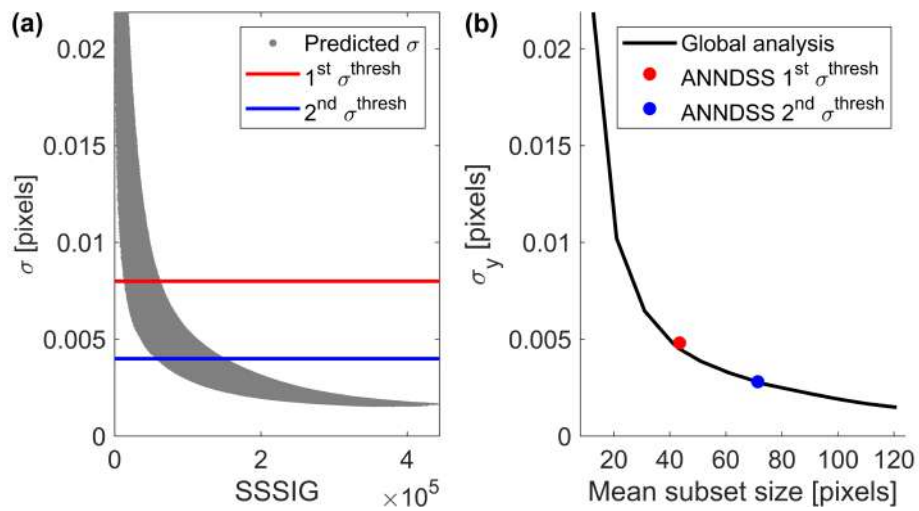 (a)
Predicted σ
1st σthresh
2nd σthresh
0.02
0.015
0.01
0.005
0
σ [pixels]
0 2 4
SSSIG ×10^5
(b)
Global analysis
ANNDSS 1st σthresh
ANNDSS 2nd σthresh
0.02
0.015
0.01
0.005
0
σy [pixels]
20 40 60 80 100 120
Mean subset size [pixels]